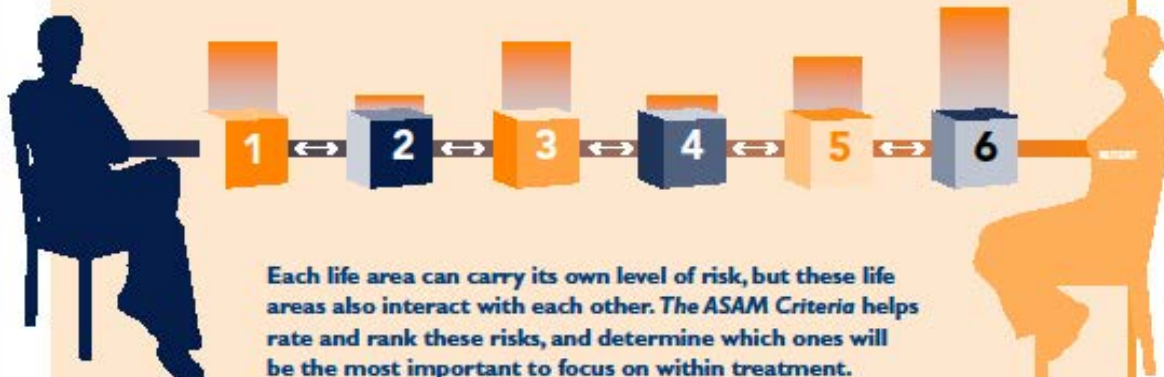 1 2 3 4 5 6
PATIENT
Each life area can carry its own level of risk, but these life
areas also interact with each other. The ASAM Criteria helps
rate and rank these risks, and determine which ones will
be the most important to focus on within treatment.